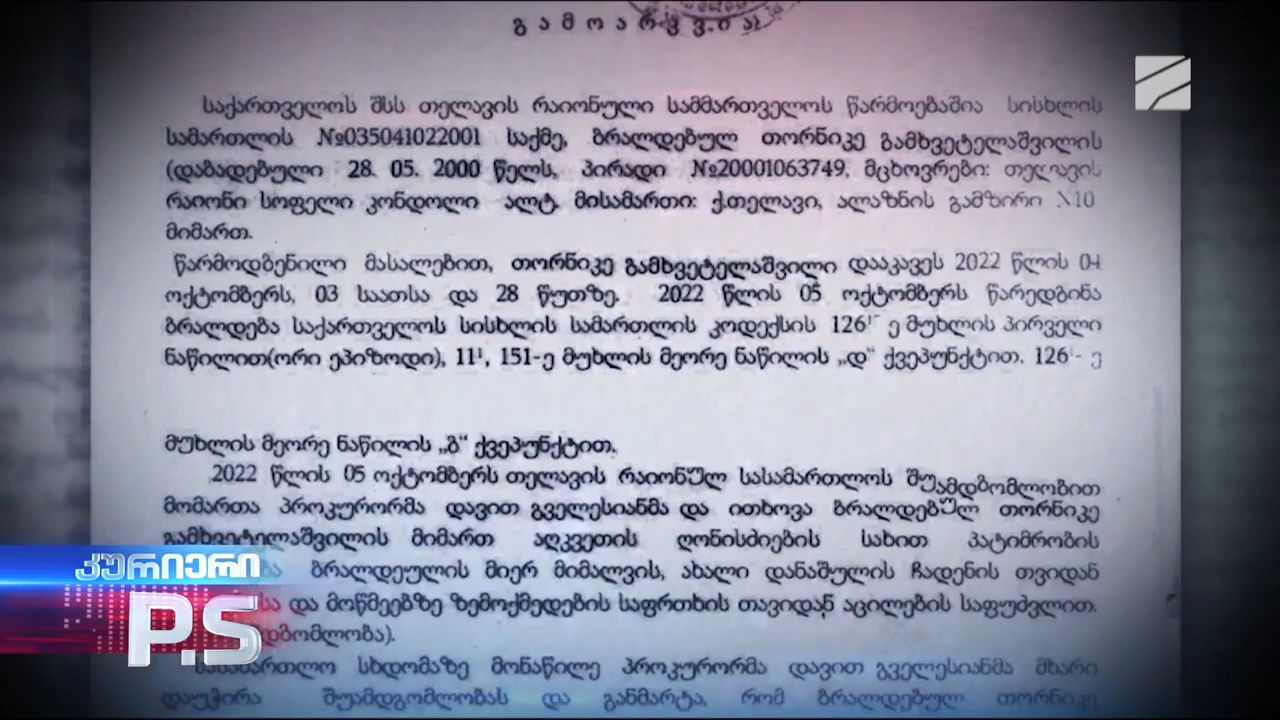 გ ა მ ო ა რ კ ვ ი ა:
საქართველოს შსს თელავის რაიონული სამმართველოს წარმოებაშია სისხლის
სამართლის №035041022001 საქმე, ბრალდებულ თორნიკე გამხვეტელაშვილის
(დაბადებული 28. 05. 2000 წელს, პირადი №20001063749, მცხოვრები: თელავის
რაიონი სოფელი კონდოლი ალტ. მისამართი: ქ.თელავი, ალაზნის გამზირი N10
მიმართ.
წარმოდგენილი მასალებით, თორნიკე გამხვეტელაშვილი დააკავეს 2022 წლის 04
ოქტომბერს, 03 საათსა და 28 წუთზე. 2022 წლის 05 ოქტომბერს წარედგინა
ბრალდება საქართველოს სისხლის სამართლის კოდექსის 126¹- ე მუხლის პირველი
ნაწილით(ორი ეპიზოდი), 11¹, 151-ე მუხლის მეორე ნაწილის „დ“ ქვეპუნქტით. 126¹- ე
მუხლის მეორე ნაწილის „გ“ ქვეპუნქტით.
2022 წლის 05 ოქტომბერს თელავის რაიონულ სასამართლოს შუამდგომლობით
მომართა პროკურორმა დავით გველესიანმა და ითხოვა ბრალდებულ თორნიკე
გამხვეტელაშვილის მიმართ აღკვეთის ღონისძიების სახით პატიმრობის
ბრალდეულის მიერ მიმალვის, ახალი დანაშულის ჩადენის თვიდან
და მოწმეებზე ზემოქმედების საფრთხის თავიდან აცილების საფუძვლით.
სასამართლო სხდომაზე მონაწილე პროკურორმა დავით გველესიანმა მხარი
დაუჭირა შუამდგომლობას და განმარტა, რომ ბრალდებულ თორნიკე
კურიერი
P.S